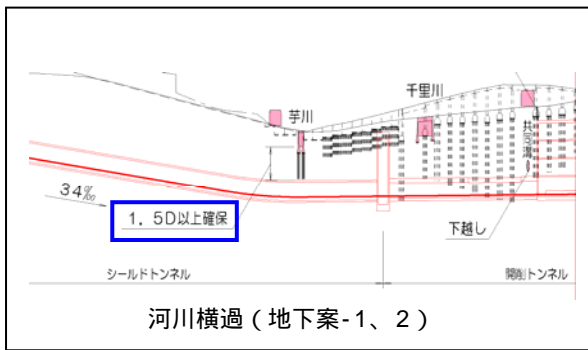 芋川
千里川
共同溝
34‰
1．5D以上確保
下越し
シールドトンネル
開削トンネル
河川横過（地下案-1、2）